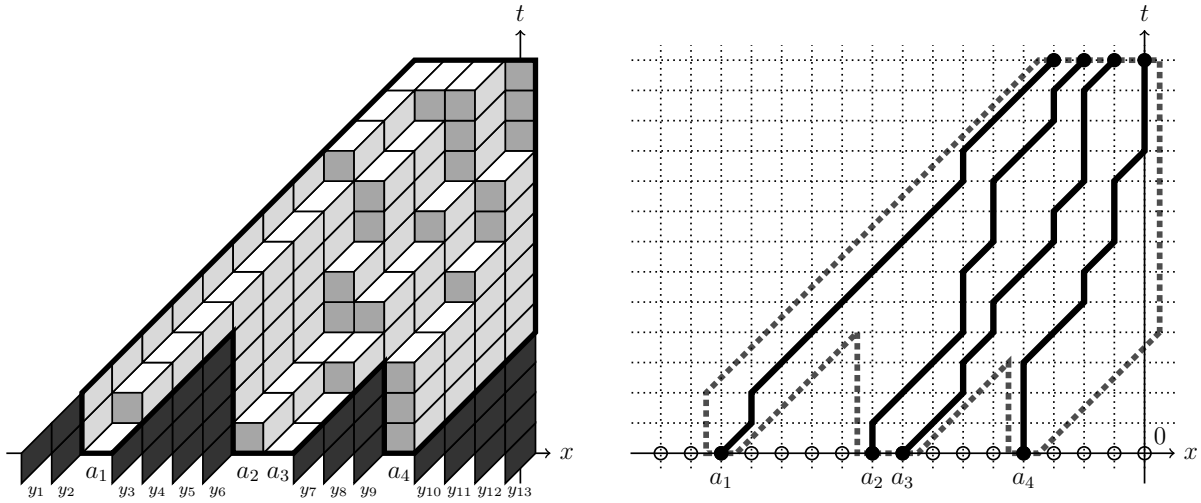 t
x
a₁ a₂ a₃ a₄
y₁ y₂ y₃ y₄ y₅ y₆ y₇ y₈ y₉ y₁₀ y₁₁ y₁₂ y₁₃
t
0
x
a₁ a₂ a₃ a₄